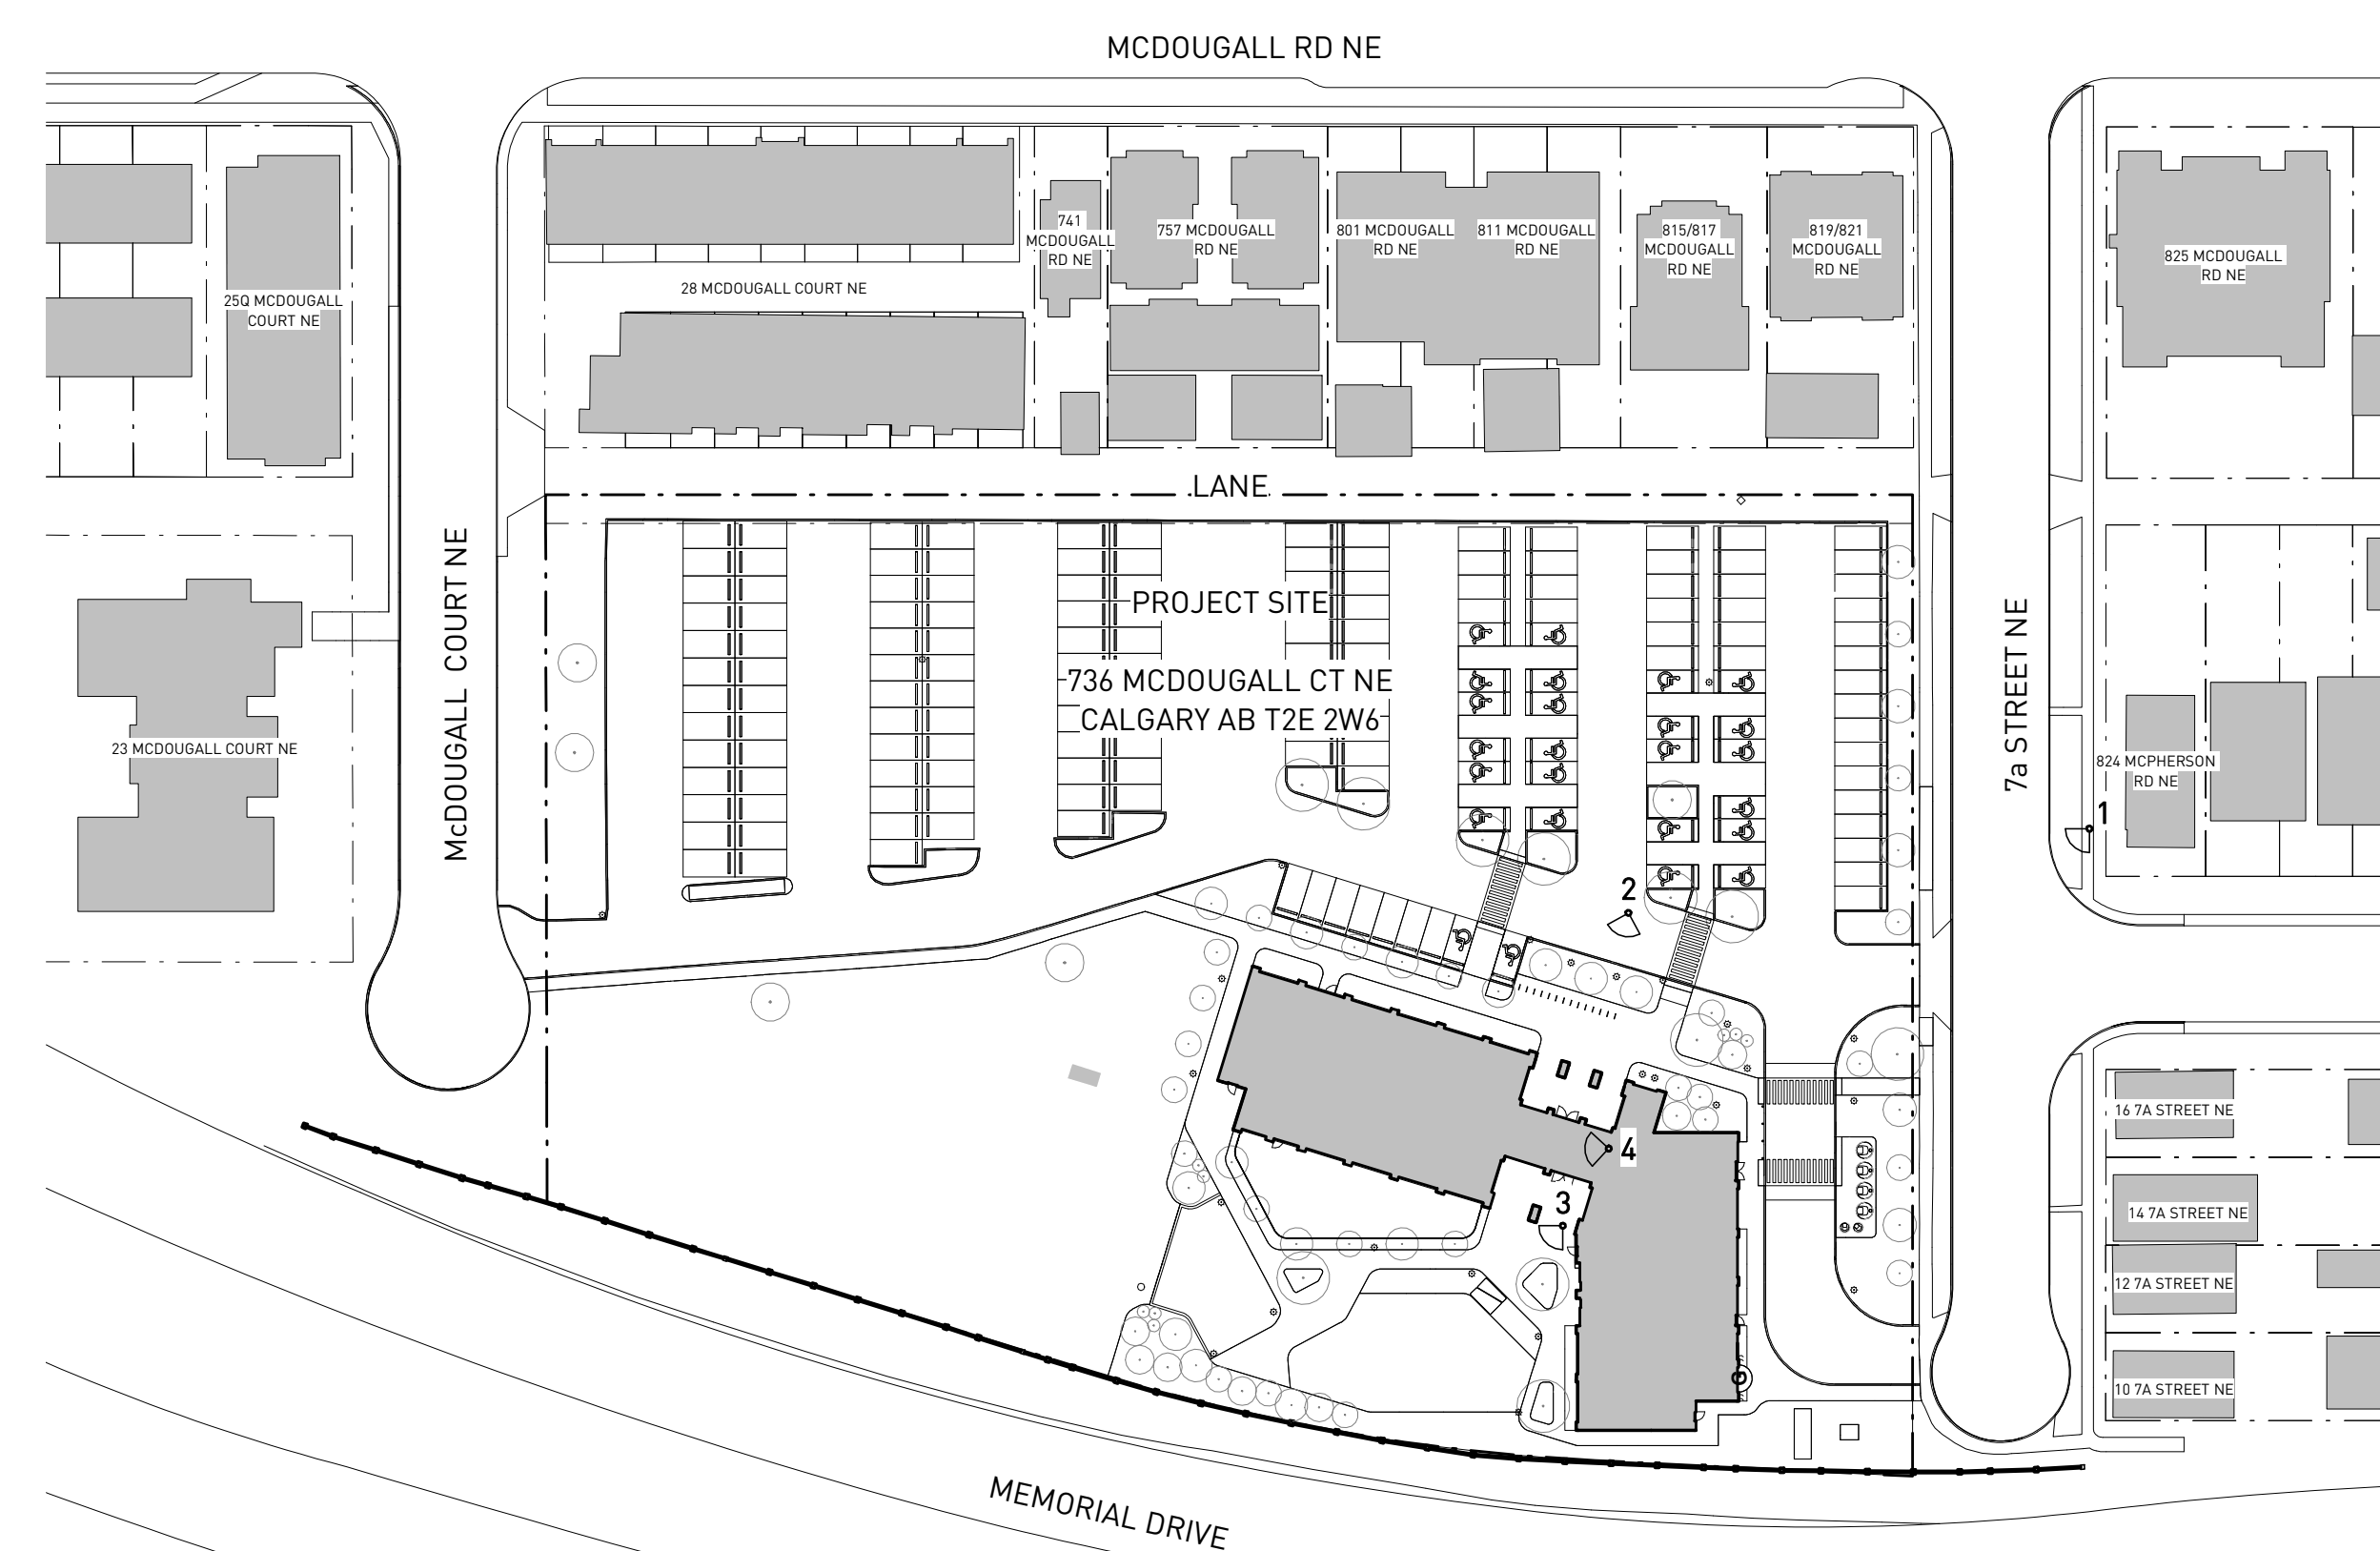 MCDOUGALL RD NE
741
MCDOUGALL
RD NE
757 MCDOUGALL
RD NE
801 MCDOUGALL
RD NE
811 MCDOUGALL
RD NE
815/817
MCDOUGALL
RD NE
819/821
MCDOUGALL
RD NE
825 MCDOUGALL
RD NE
25Q MCDOUGALL
COURT NE
28 MCDOUGALL COURT NE
LANE
McDOUGALL COURT NE
PROJECT SITE
736 MCDOUGALL CT NE
CALGARY AB T2E 2W6
7a STREET NE
23 MCDOUGALL COURT NE
824 MCPHERSON
RD NE
1
2
16 7A STREET NE
4
3
14 7A STREET NE
12 7A STREET NE
10 7A STREET NE
MEMORIAL DRIVE